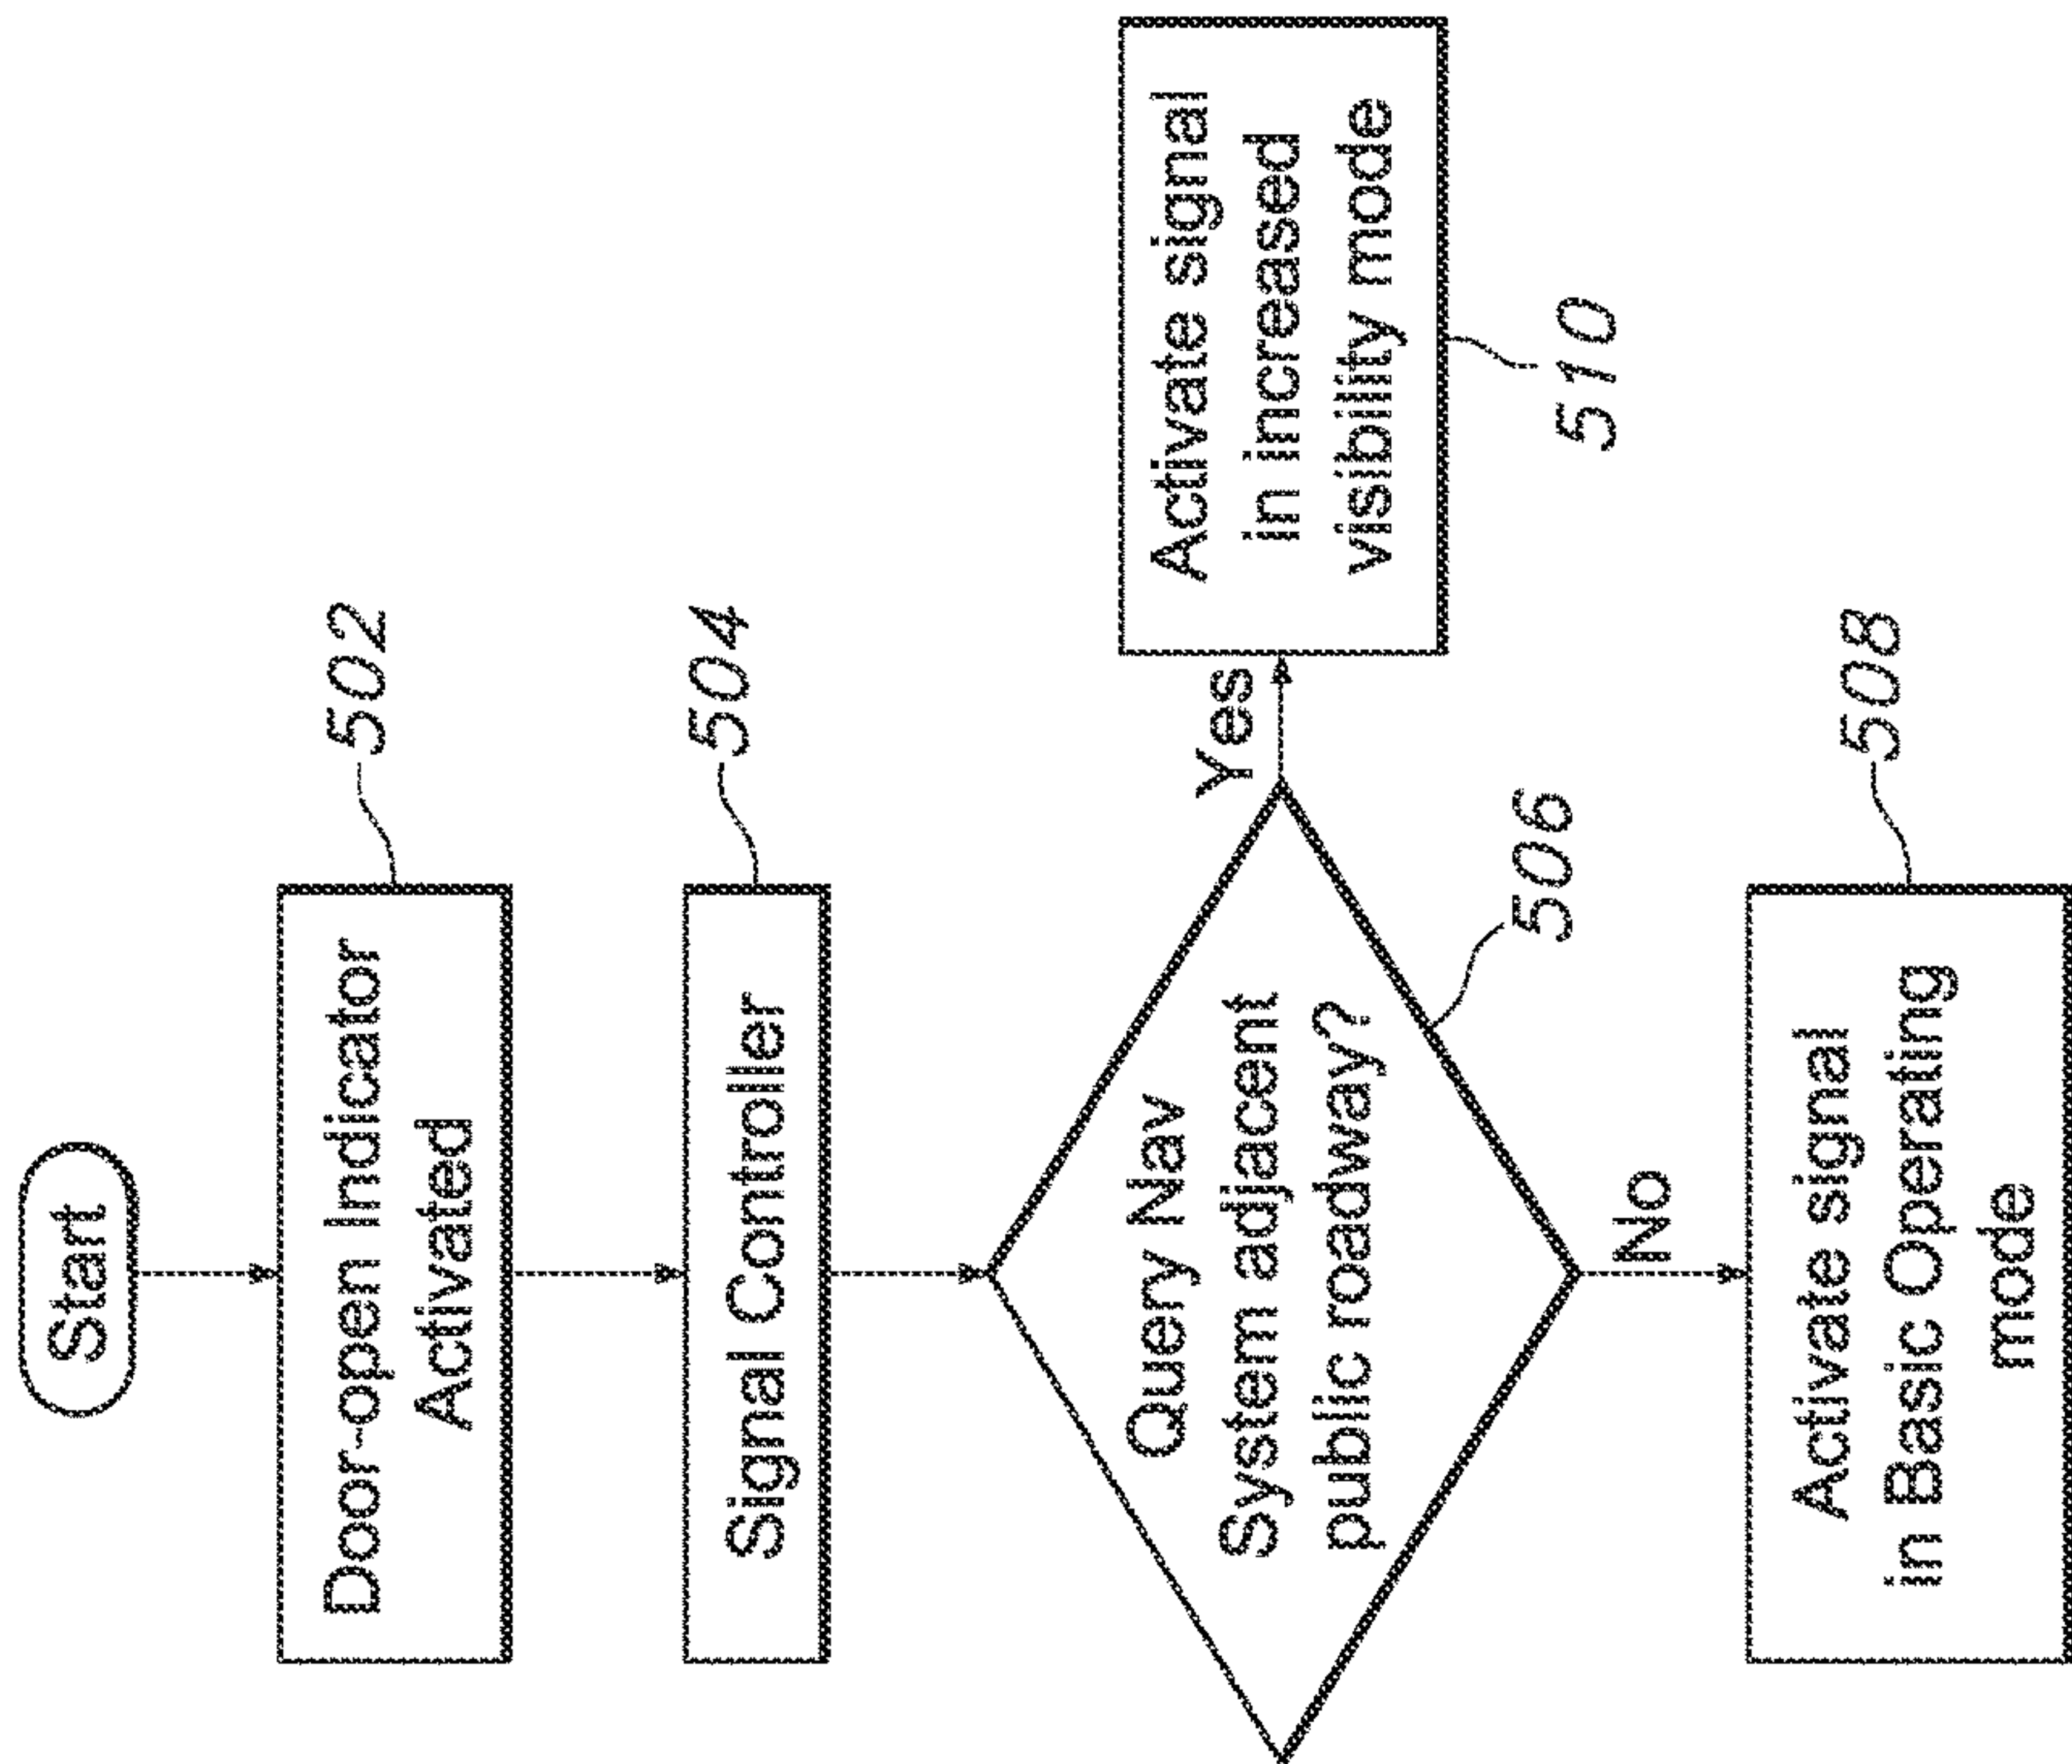 Start
Door-open Indicator
Activated
502
Signal Controller
504
Query Nav
System adjacent
public roadway?
506
Yes
Activate signal
in increased
visibility mode
510
No
Activate signal
in Basic Operating
mode
508